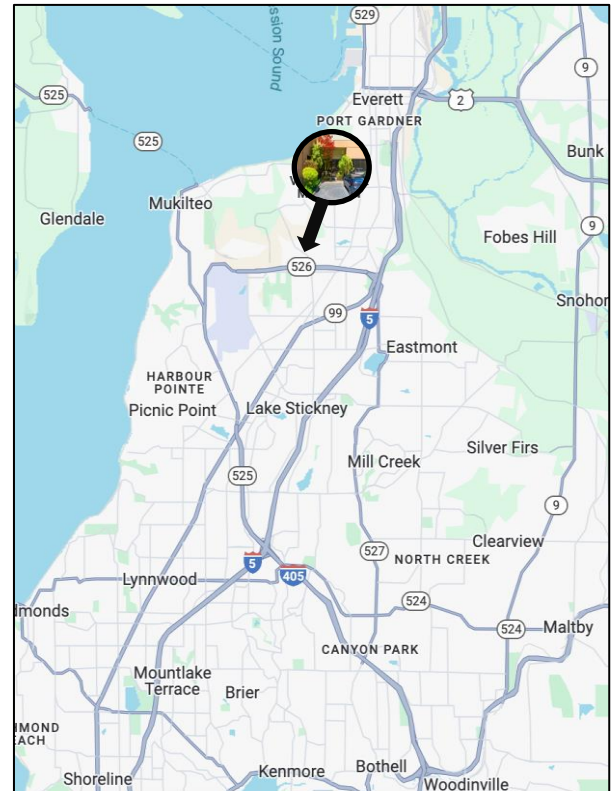 ssion Sound
529
9
525
Everett
2
PORT GARDNER
525
Bunk
Mukilteo
Glendale
9
Fobes Hill
526
Snohor
99
5
Eastmont
HARBOUR
POINTE
Picnic Point
Lake Stickney
Silver Firs
Mill Creek
525
9
Clearview
527
NORTH CREEK
5
405
Lynnwood
524
dmonds
524
Maltby
CANYON PARK
Mountlake
Terrace
Brier
MOND
EACH
Bothell
Kenmore
Shoreline
Woodinville